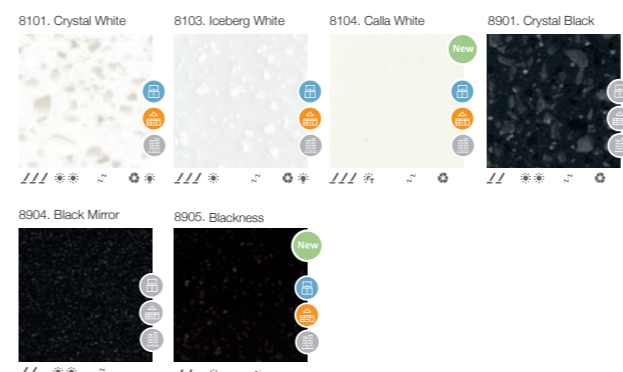 8101. Crystal White
8103. Iceberg White
8104. Calla White
8901. Crystal Black
New
8904. Black Mirror
8905. Blackness
New